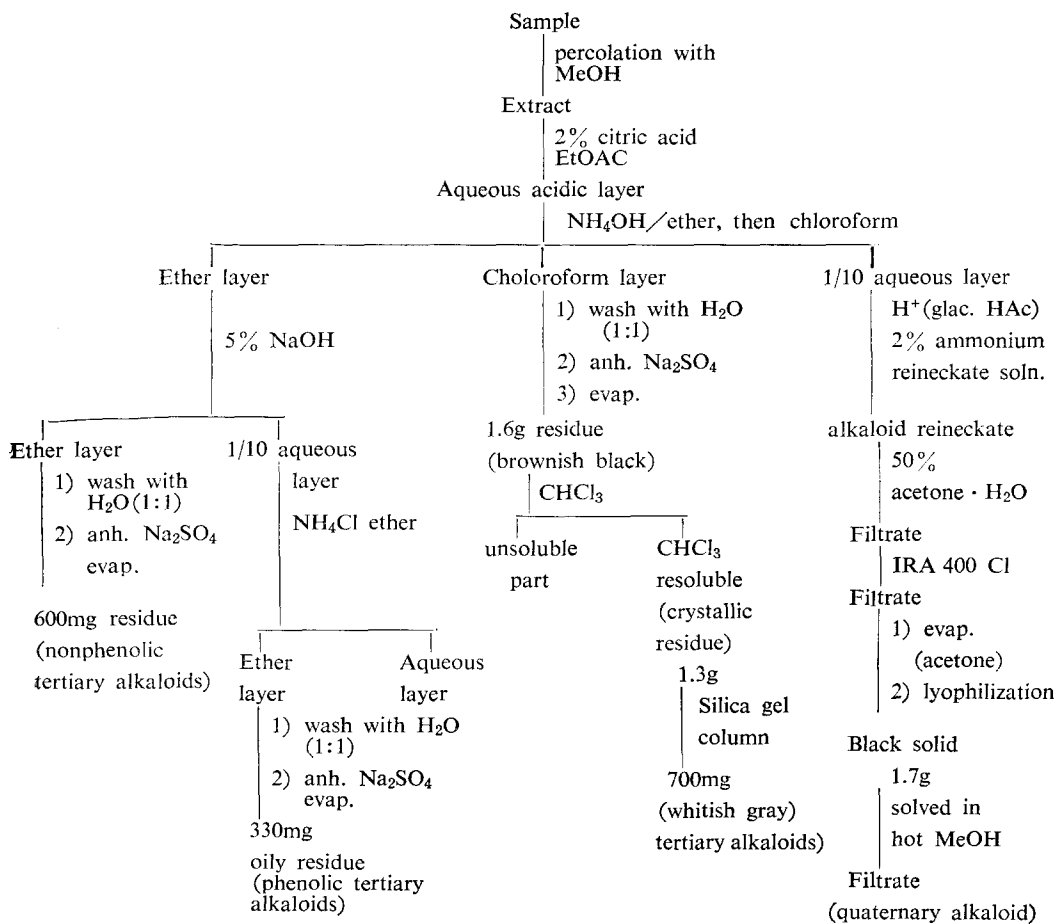 Sample
percolation with
MeOH
Extract
2% citric acid
EtOAC
Aqueous acidic layer
NH₄OH/ether, then chloroform
Ether layer
5% NaOH
Ether layer
1) wash with
H₂O(1:1)
2) anh. Na₂SO₄
evap.
600mg residue
(nonphenolic
tertiary alkaloids)
1/10 aqueous
layer
NH₄Cl ether
Ether
layer
1) wash with H₂O
(1:1)
2) anh. Na₂SO₄
evap.
330mg
oily residue
(phenolic tertiary
alkaloids)
Aqueous
layer
Choloroform layer
1) wash with H₂O
(1:1)
2) anh. Na₂SO₄
3) evap.
1.6g residue
(brownish black)
CHCl₃
unsoluble
part
CHCl₃
resoluble
(crystallic
residue)
1.3g
Silica gel
column
700mg
(whitish gray)
tertiary alkaloids)
1/10 aqueous layer
H⁺(glac. HAc)
2% ammonium
reineckate soln.
alkaloid reineckate
50%
acetone·H₂O
Filtrate
IRA 400 Cl
Filtrate
1) evap.
(acetone)
2) lyophilization
Black solid
1.7g
solved in
hot MeOH
Filtrate
(quaternary alkaloid)